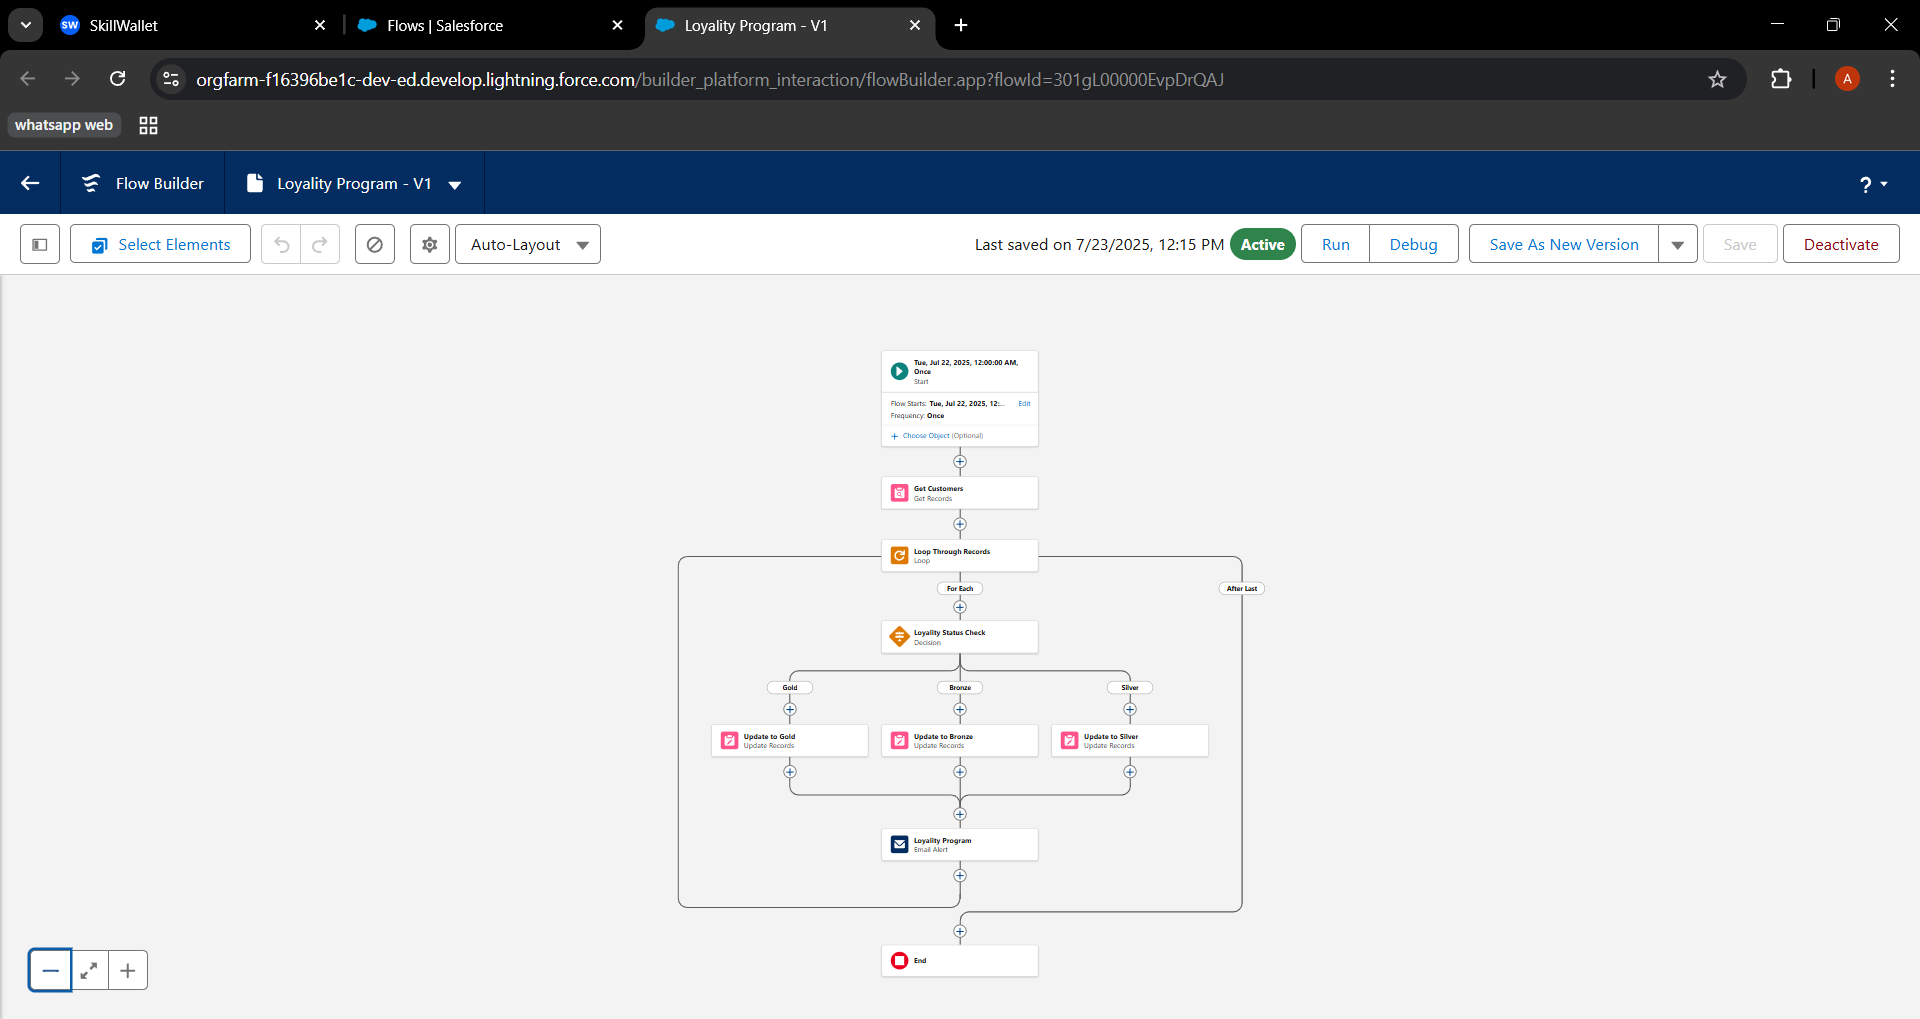 SkillWallet
Flows | Salesforce
Loyality Program - V1
orgfarm-f16396be1c-dev-ed.develop.lightning.force.com/builder_platform_interaction/flowBuilder.app?flowId=301gL00000EvpDrQAJ
A
whatsapp web
Flow Builder
Loyality Program - V1
?
Select Elements
Auto-Layout
Last saved on 7/23/2025, 12:15 PM
Active
Run
Debug
Save As New Version
Save
Deactivate
Tue, Jul 22, 2025, 12:00:00 AM,
Once
Start
Flow Starts: Tue, Jul 22, 2025, 12:... Edit
Frequency: Once
+ Choose Object (Optional)
Get Customers
Get Records
Loop Through Records
Loop
For Each
After Last
Loyality Status Check
Decision
Gold
Bronze
Silver
Update to Gold
Update Records
Update to Bronze
Update Records
Update to Silver
Update Records
Loyality Program
Email Alert
End